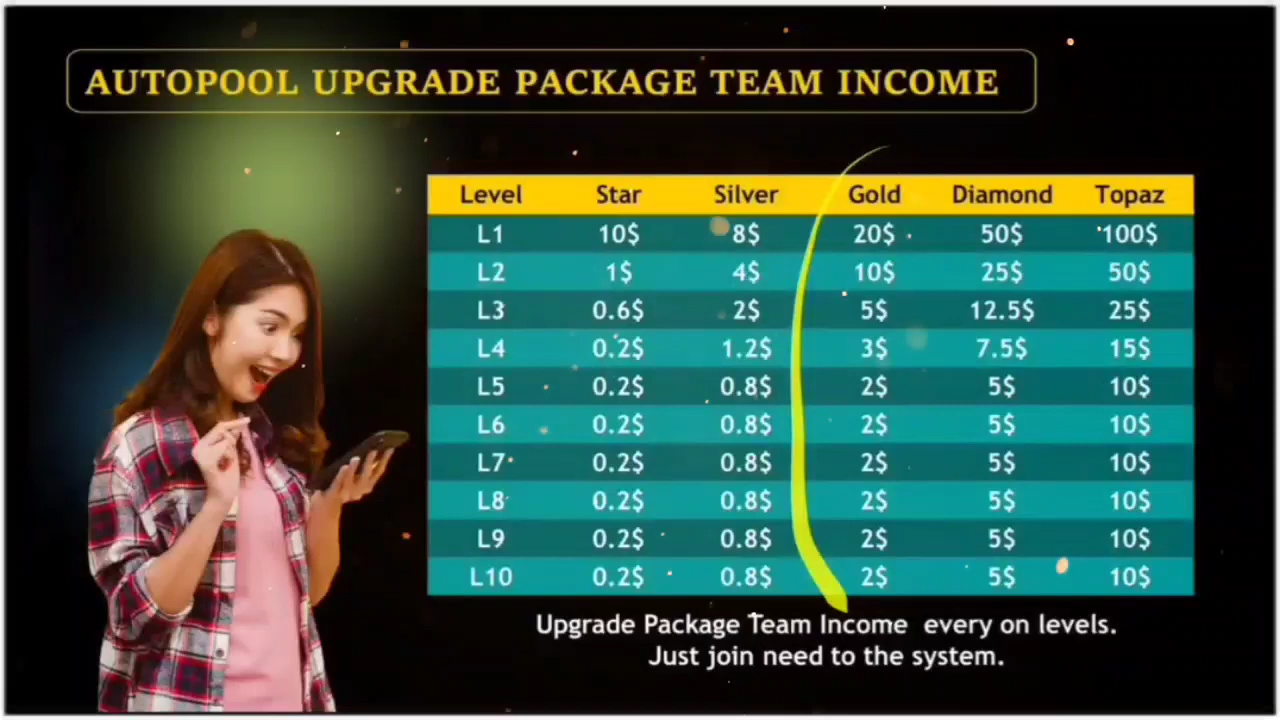 AUTOPOOL UPGRADE PACKAGE TEAM INCOME
Level Star Silver Gold Diamond Topaz
L1 10$ 8$ 20$ 50$ 100$
L2 1$ 4$ 10$ 25$ 50$
L3 0.6$ 2$ 5$ 12.5$ 25$
L4 0.2$ 1.2$ 3$ 7.5$ 15$
L5 0.2$ 0.8$ 2$ 5$ 10$
L6 0.2$ 0.8$ 2$ 5$ 10$
L7 0.2$ 0.8$ 2$ 5$ 10$
L8 0.2$ 0.8$ 2$ 5$ 10$
L9 0.2$ 0.8$ 2$ 5$ 10$
L10 0.2$ 0.8$ 2$ 5$ 10$
Upgrade Package Team Income every on levels.
Just join need to the system.